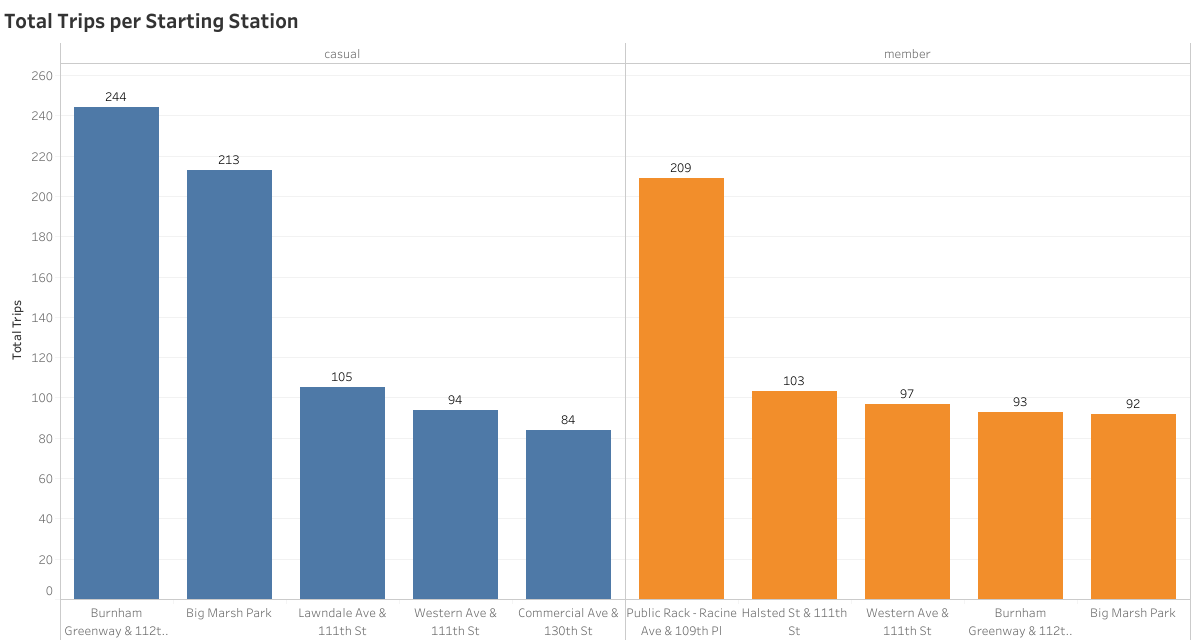 Total Trips per Starting Station
casual
member
Total Trips
260
240
220
200
180
160
140
120
100
80
60
40
20
0
244
213
105
94
84
209
103
97
93
92
Burnham
Greenway & 112t..
Big Marsh Park
Lawndale Ave &
111th St
Western Ave &
111th St
Commercial Ave &
130th St
Public Rack - Racine
Ave & 109th Pl
Halsted St & 111th
St
Western Ave &
111th St
Burnham
Greenway & 112t..
Big Marsh Park